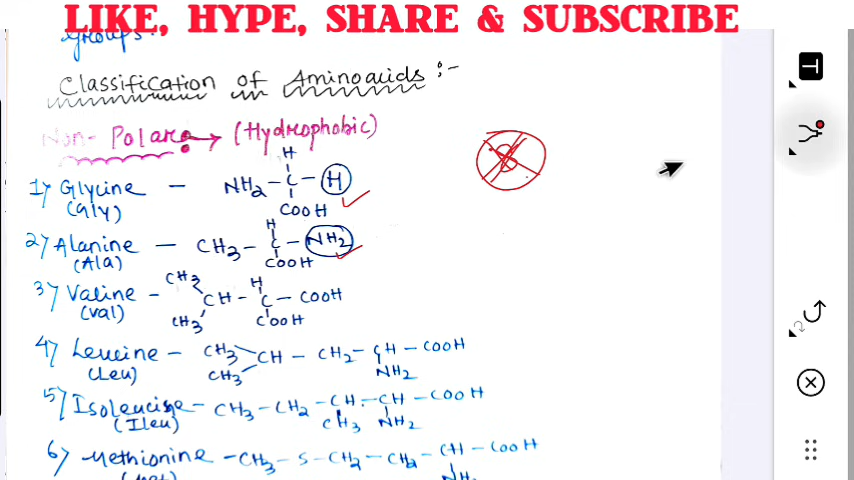 LIKE, HYPE, SHARE & SUBSCRIBE
groups.
Classification of Aminoacids :-
Non-Polar → (Hydrophobic)
1) Glycine - NH2 - C - H
H
COOH
(Gly)
2) Alanine - CH3 - C - NH2
H
COOH
(Ala)
3) Valine - CH3 CH3 CH - C - COOH
H
COOH
(Val)
4) Leucine - CH3 CH3 CH - CH2 - CH - COOH
NH2
(Leu)
5) Isoleucine - CH3 - CH2 - CH - CH - COOH
CH3 NH2
(Ileu)
6) Methionine - CH3 - S - CH2 - CH2 - CH - COOH
T